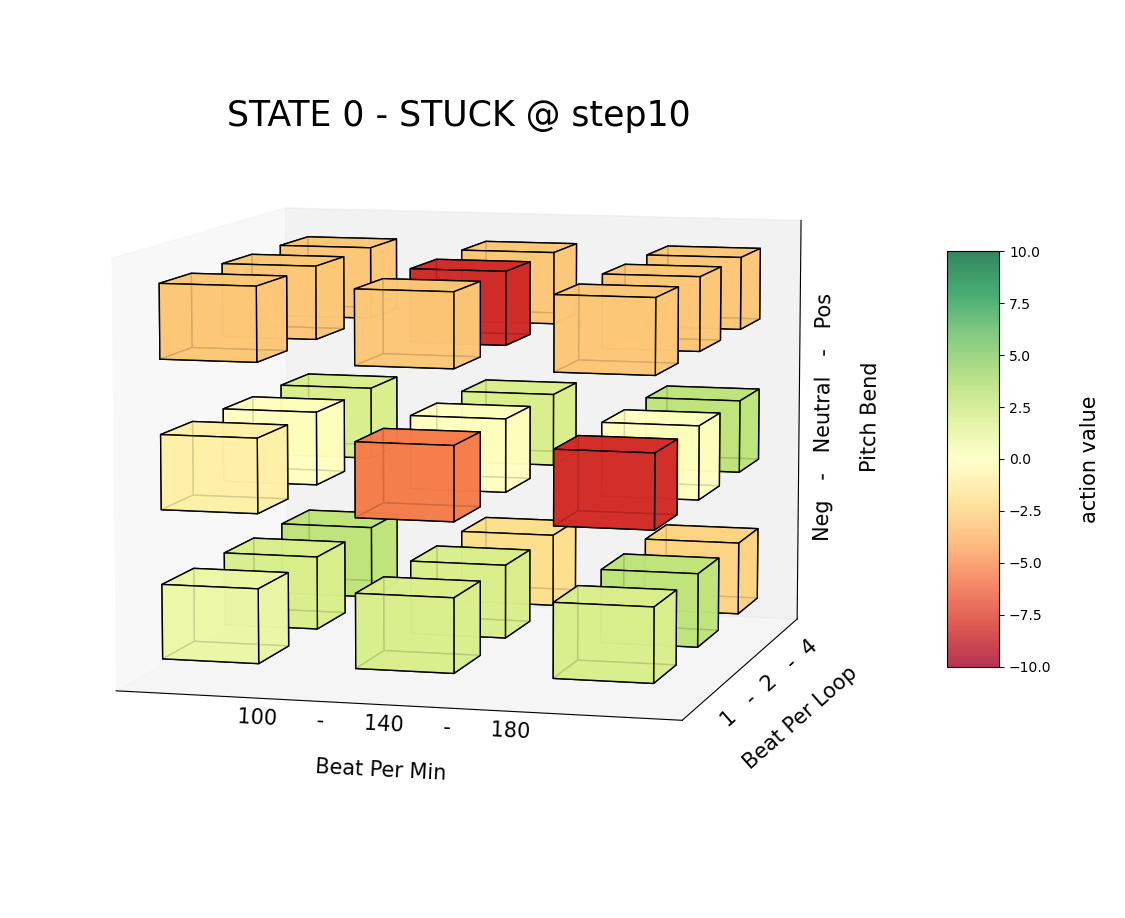 STATE 0 - STUCK @ step10
Neg - Neutral - Pos
Pitch Bend
100 - 140 - 180
Beat Per Min
1 - 2 - 4
Beat Per Loop
10.0
7.5
5.0
2.5
0.0
−2.5
−5.0
−7.5
−10.0
action value